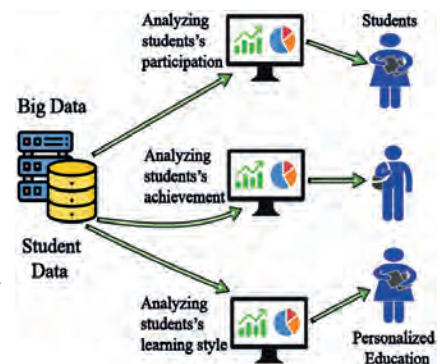 Analyzing
students's
participation
Students
Big Data
Analyzing
students's
achievement
Student
Data
Analyzing
students's
learning style
Personalized
Education